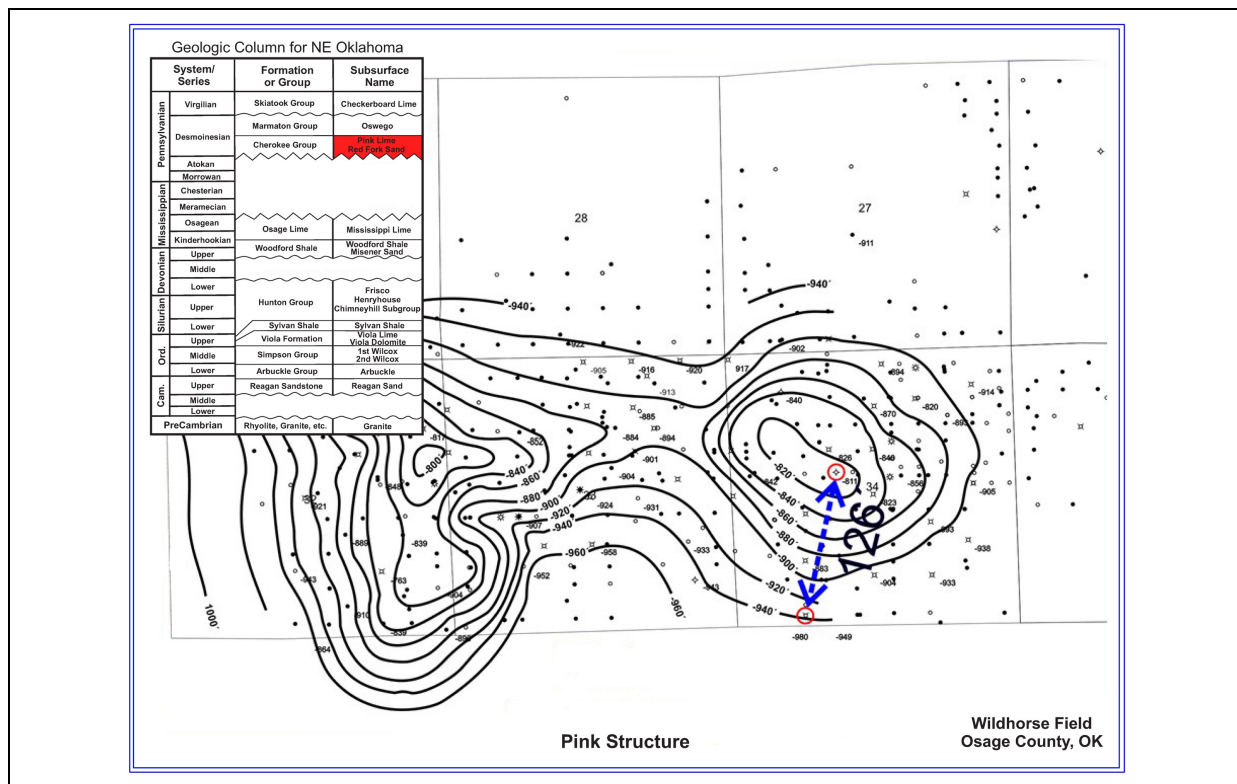 Geologic Column for NE Oklahoma
System/ Series
Formation or Group
Subsurface Name
Pennsylvanian
Virgilian
Skiatook Group
Checkerboard Lime
Desmoinesian
Marmaton Group
Oswego
Cherokee Group
Pink Lime
Red Fork Sand
Atokan
Morrowan
Mississippian
Chesterian
Meramecian
Osagean
Osage Lime
Mississippi Lime
Kinderhookian
Woodford Shale
Woodford Shale
Misener Sand
Devonian
Upper
Middle
Lower
Hunton Group
Frisco
Henryhouse
Chimneyhill Subgroup
Silurian
Upper
Lower
Sylvan Shale
Sylvan Shale
Ord.
Upper
Viola Formation
Viola Lime
Viola Dolomite
Middle
Simpson Group
1st Wilcox
2nd Wilcox
Lower
Arbuckle Group
Arbuckle
Cam.
Upper
Reagan Sandstone
Reagan Sand
Middle
Lower
PreCambrian
Rhyolite, Granite, etc.
Granite
28
27
-911
-940'
-940'
-922
-902
-905
-916
-920
917
-894
-913
-914
-840
-820
-885
-870
-893
-817
-852
-884
-894
-800'
-840'
-901
-826
-846
-820'
-860'
-904
-842
-811
34
-856
-905
-848
-880'
-840'
-823
-921
-900'
-924
-860'
-920'
-931
-907
-940'
-880'
-893
-889
-839
-960'
-958
-933
-900'
-938
-952
-883
-943
-763
-943
-920'
-904
-933
-904
-960'
-940'
1000'
-910
-839
-980
-949
-864
126'
Pink Structure
Wildhorse Field
Osage County, OK